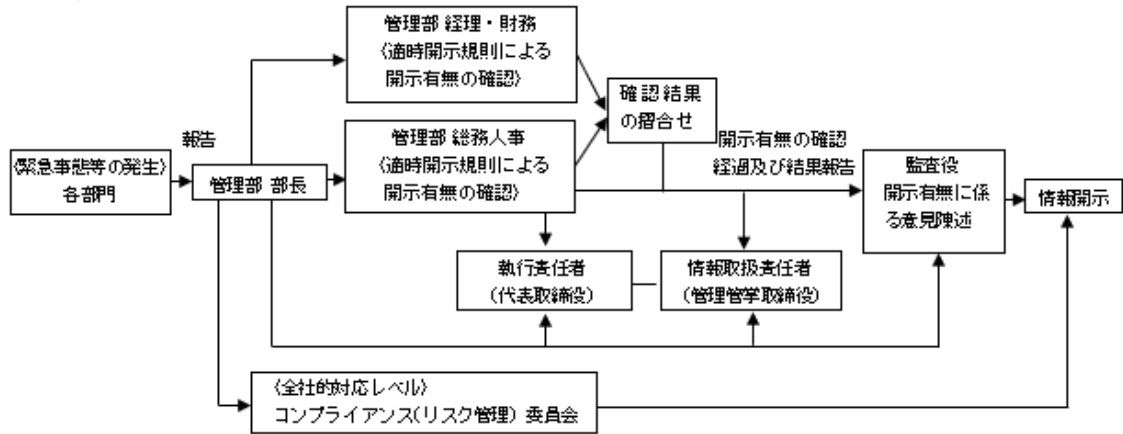 管理部 経理・財務
〈適時開示規則による
開示有無の確認〉
確認結果
の摺合せ
報告
〈緊急事態等の発生〉
各部門
管理部 部長
管理部 総務人事
〈適時開示規則による
開示有無の確認〉
開示有無の確認
経過及び結果報告
監査役
開示有無に係
る意見陳述
情報開示
執行責任者
(代表取締役)
情報取扱責任者
(管理管掌取締役)
〈全社的対応レベル〉
コンプライアンス(リスク管理) 委員会